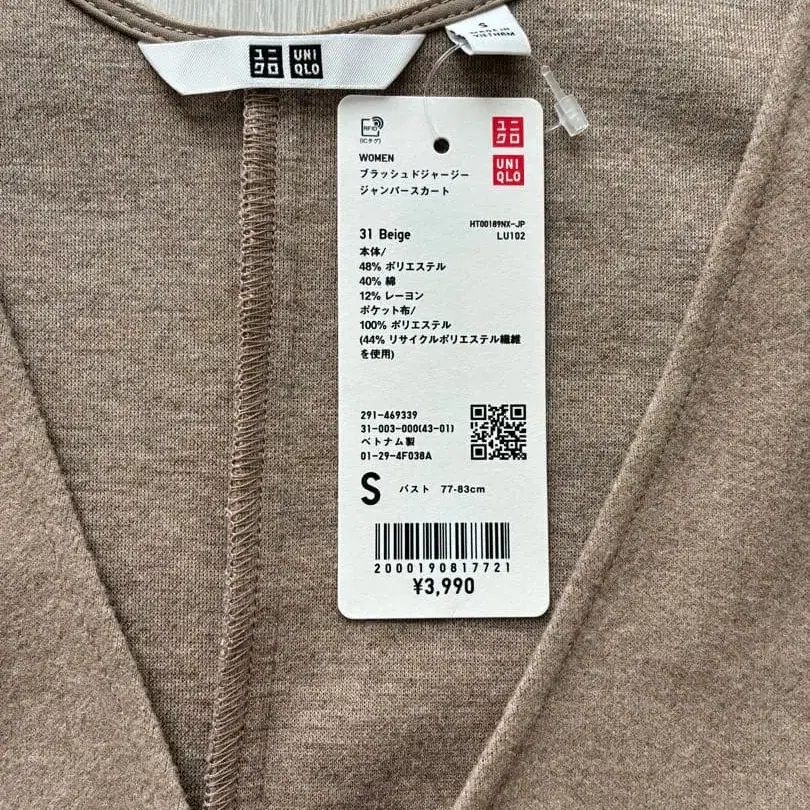 ユニ
クロ
UNI
QLO
S
MADE IN
VIETNAM
RFID
(ICタグ)
WOMEN
ブラッシュドジャージー
ジャンパースカート
ユニ
クロ
UNI
QLO
31 Beige
HT00189NX-JP
LU102
本体/
48% ポリエステル
40% 綿
12% レーヨン
ポケット布/
100% ポリエステル
(44% リサイクルポリエステル繊維
を使用)
291-469339
31-003-000(43-01)
ベトナム製
01-29-4F038A
S バスト 77-83cm
2000190817721
¥3,990